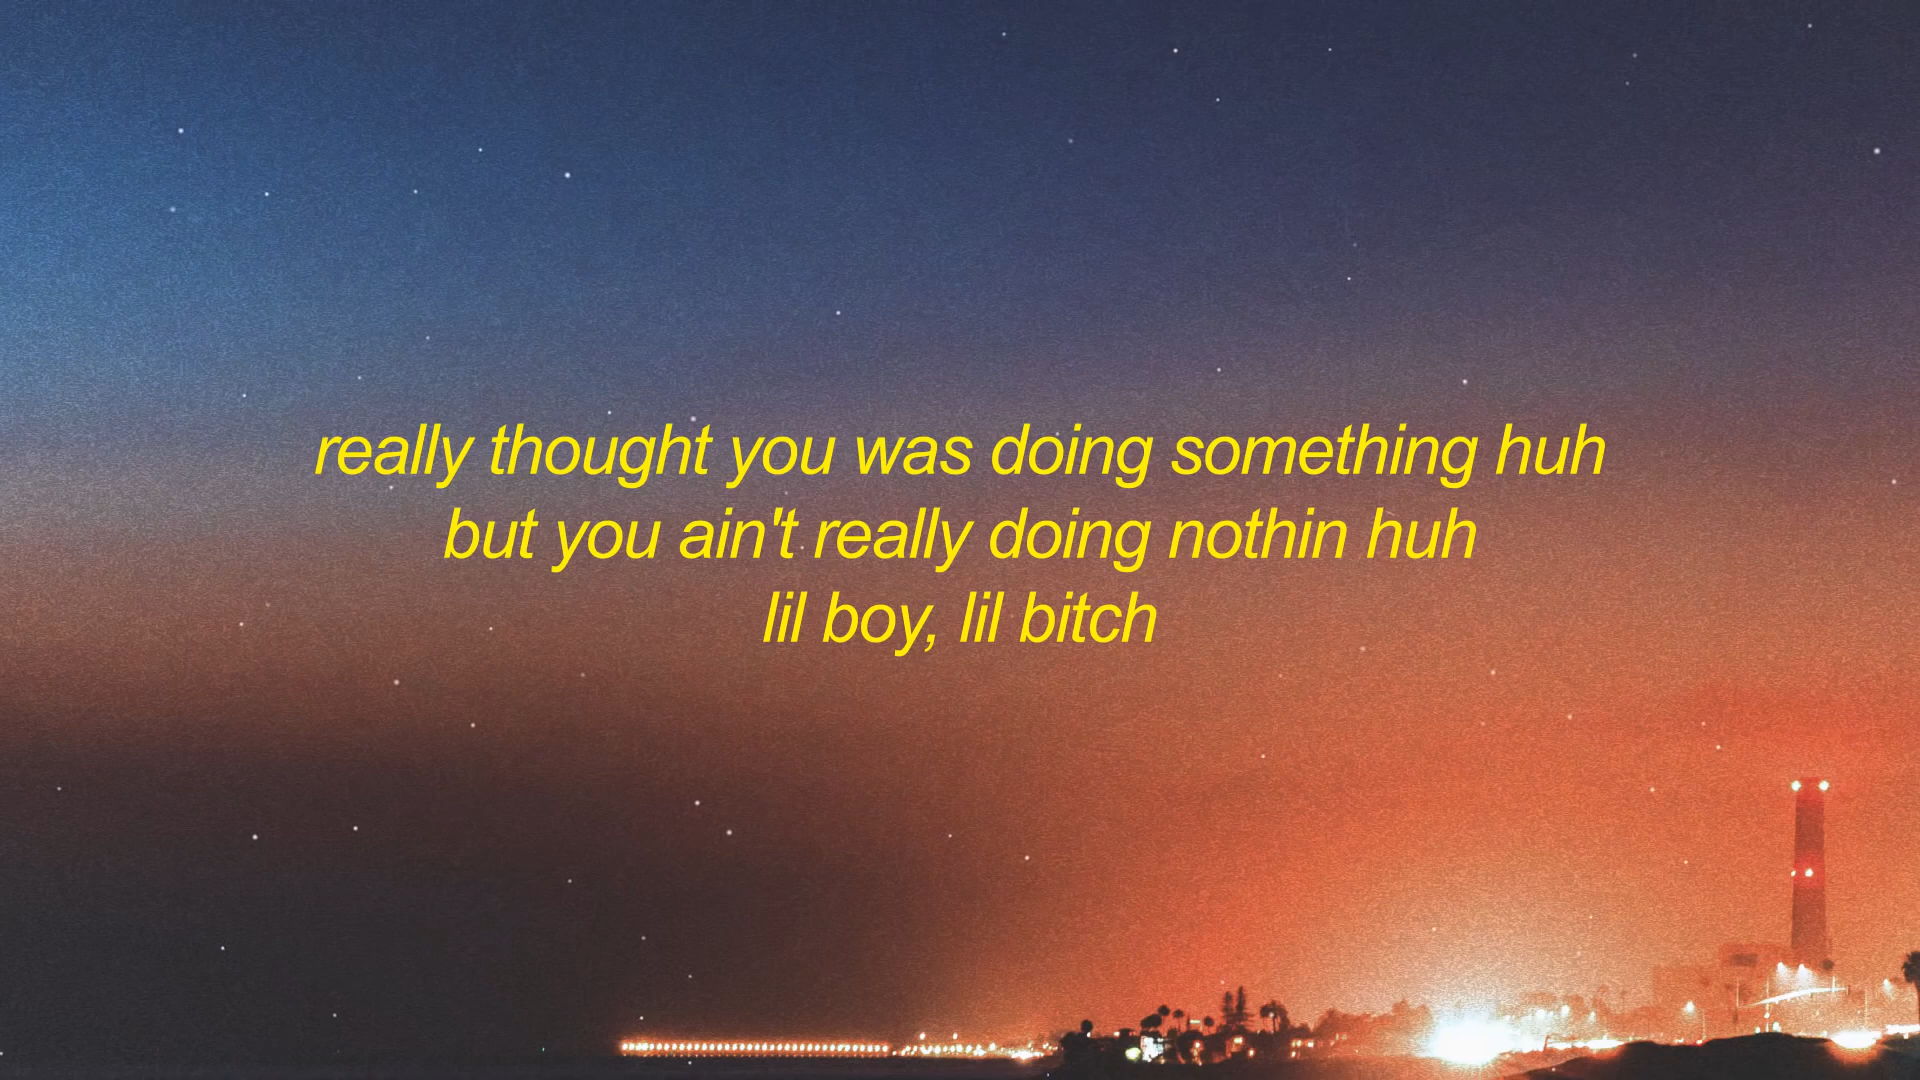 really thought you was doing something huh
but you ain't really doing nothin huh
lil boy, lil bitch